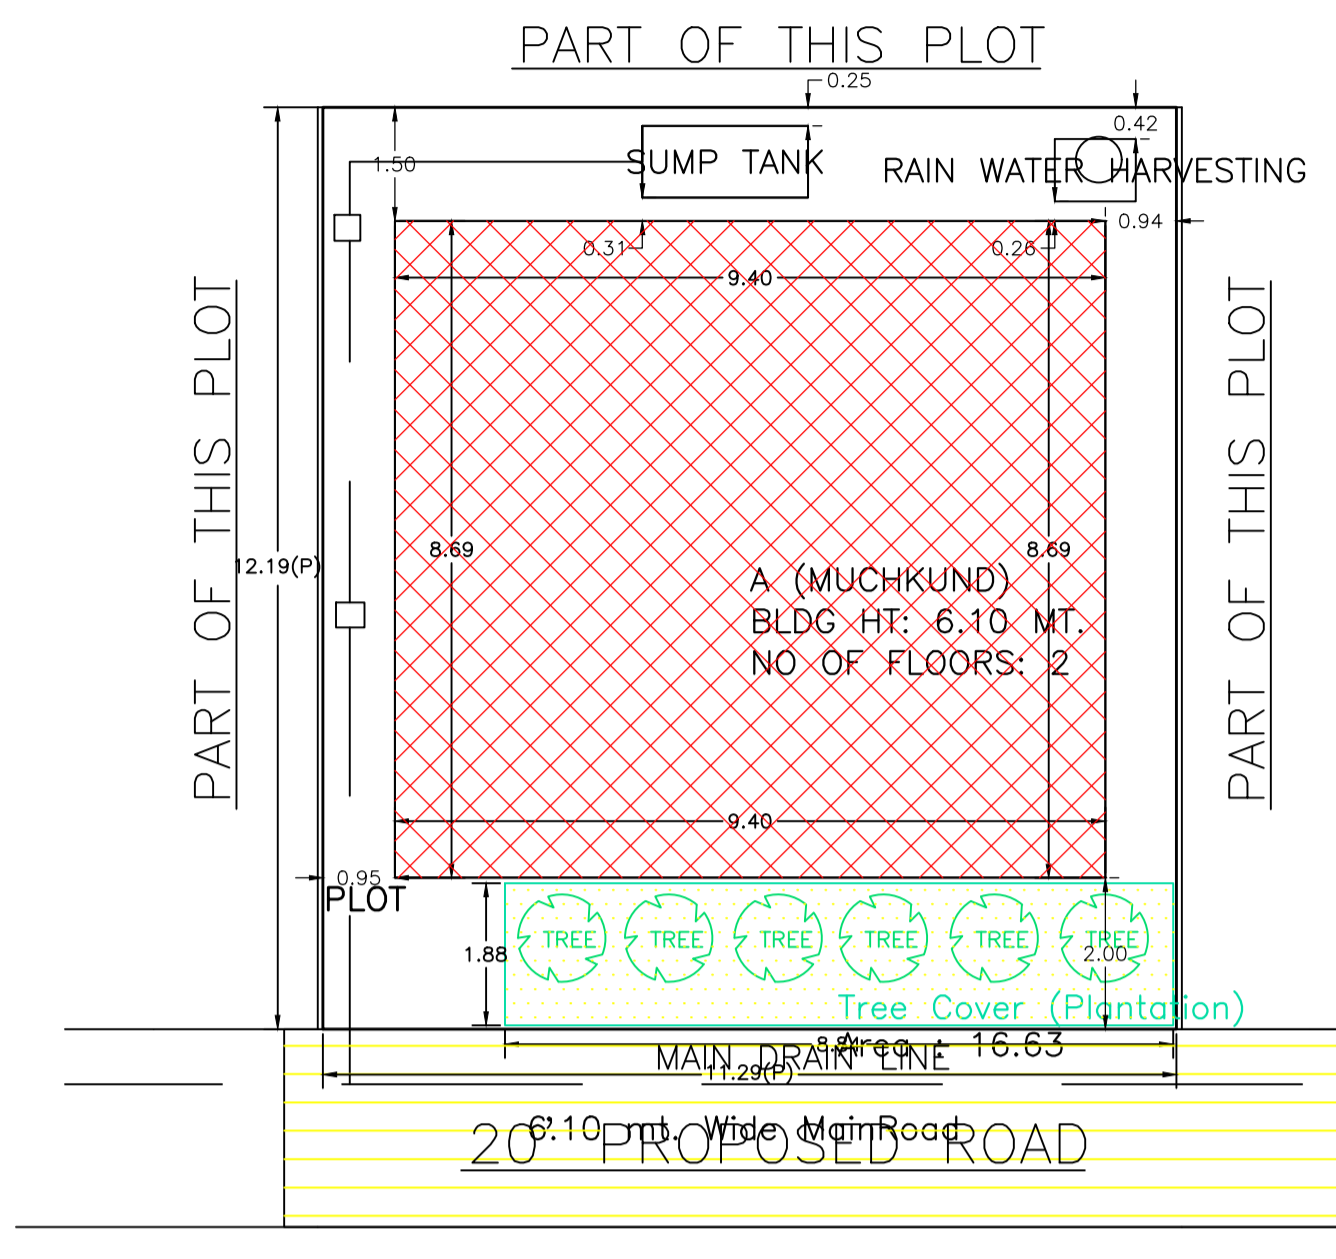 PART OF THIS PLOT
0.25
0.42
1.50
SUMP TANK
RAIN WATER HARVESTING
0.94
0.31
0.26
9.40
PART OF THIS PLOT
PART OF THIS PLOT
8.69
8.69
12.19(P)
A (MUCHKUND)
BLDG HT: 6.10 MT.
NO OF FLOORS: 2
9.40
0.95
PLOT
TREE TREE TREE TREE TREE TREE
1.88
2.00
Tree Cover (Plantation)
Area : 16.63
MAIN DRAIN LINE
11.29(P)
6.10 mt. Wide MainRoad
20' PROPOSED ROAD